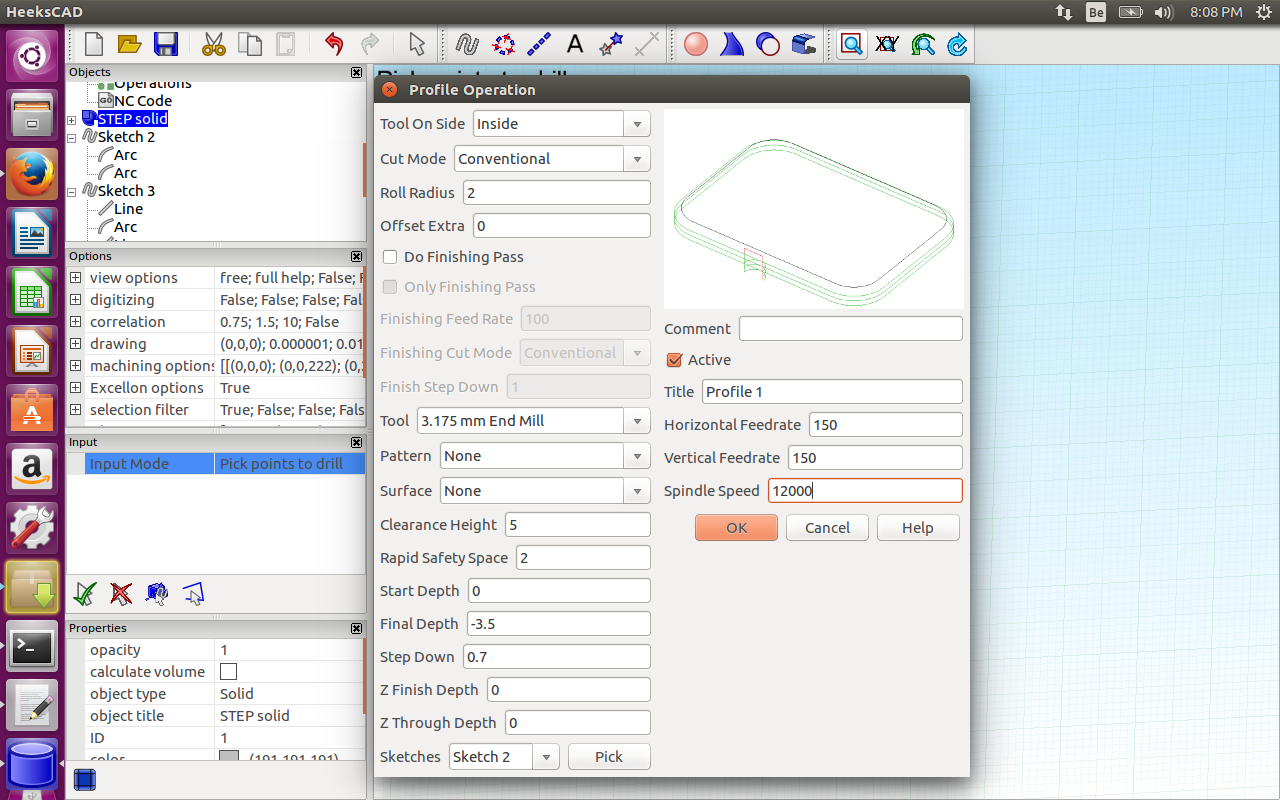 HeeksCAD
Be
8:08 PM
Objects
Operations
NC Code
STEP solid
Sketch 2
Arc
Arc
Sketch 3
Line
Arc
Options
view options free; full help; False; F
digitizing False; False; False; Fal
correlation 0.75; 1.5; 10; False
drawing (0,0,0); 0.000001; 0.01
machining options [[(0,0,0); (0,0,222); (0,
Excellon options True
selection filter True; False; False; Fals
Input
Input Mode Pick points to drill
Properties
opacity 1
calculate volume
object type Solid
object title STEP solid
ID 1
color (191,191,191)
Pick points to drill
Profile Operation
Tool On Side Inside
Cut Mode Conventional
Roll Radius 2
Offset Extra 0
Do Finishing Pass
Only Finishing Pass
Finishing Feed Rate 100
Finishing Cut Mode Conventional
Finish Step Down 1
Tool 3.175 mm End Mill
Pattern None
Surface None
Clearance Height 5
Rapid Safety Space 2
Start Depth 0
Final Depth -3.5
Step Down 0.7
Z Finish Depth 0
Z Through Depth 0
Sketches Sketch 2 Pick
Comment
Active
Title Profile 1
Horizontal Feedrate 150
Vertical Feedrate 150
Spindle Speed 12000
OK Cancel Help